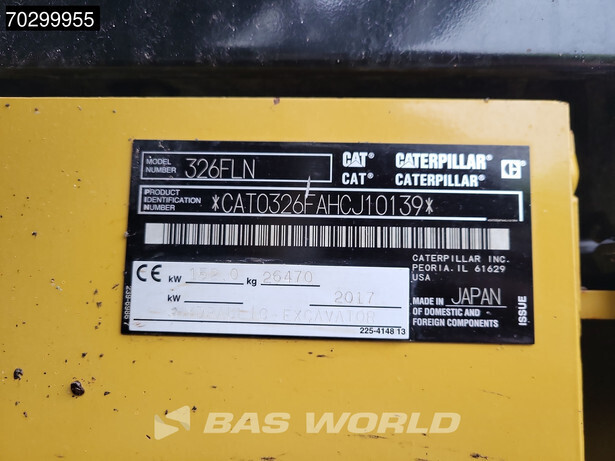 70299955
MODEL NUMBER 326FLN CAT® CATERPILLAR® C®
CAT® CATERPILLAR®
PRODUCT IDENTIFICATION NUMBER *CAT0326FAHCJ10139*
CATERPILLAR INC.
PEORIA, IL 61629
USA
CE kW kg 26470
kW 2017
EXCAVATOR
225-4148 13
MADE IN JAPAN
OF DOMESTIC AND
FOREIGN COMPONENTS
ISSUE
BAS WORLD